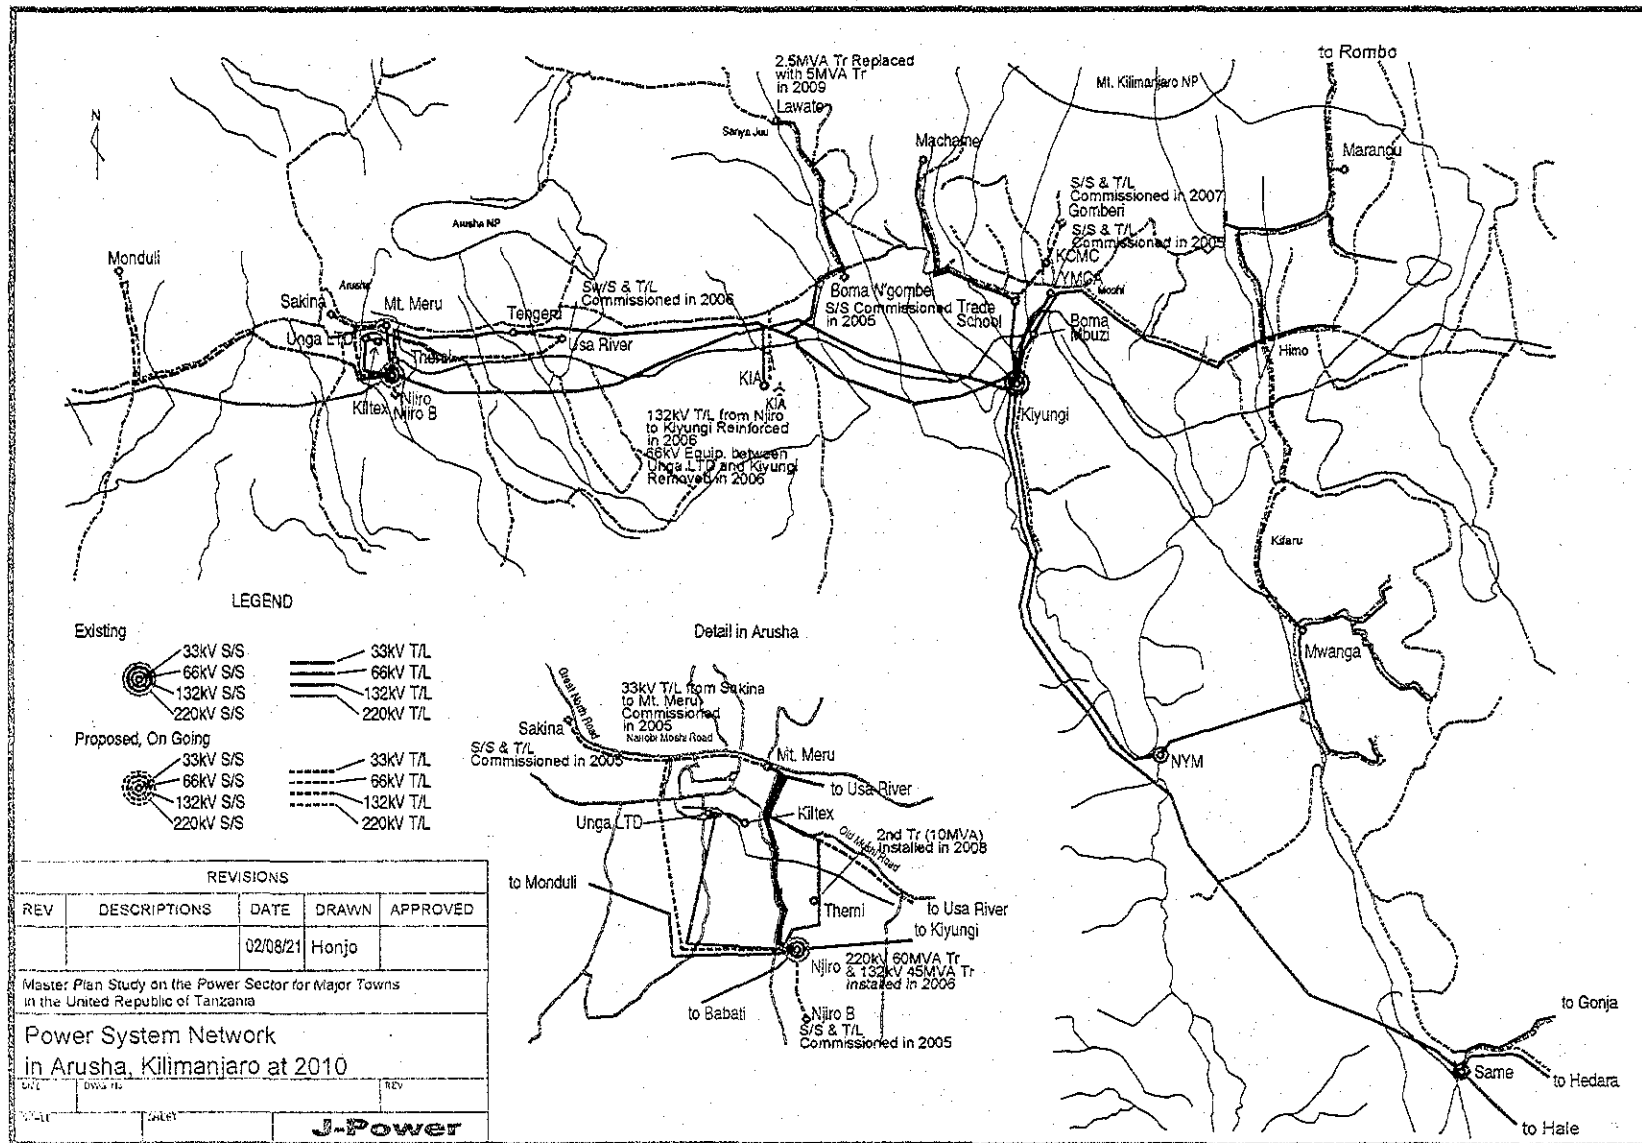 to Rombo
2.5MVA Tr Replaced
with 5MVA Tr
in 2009
Lawate
Sanya Juu
Mt. Kilimanjaro NP
N
Machame
Marangu
S/S & T/L
Commissioned in 2007
Gomberi
S/S & T/L
Commissioned in 2005
KCMC
YMCA
Moshi
Arusha NP
Monduli
Sakina
Arusha
Mt. Meru
Sw/S & T/L
Commissioned in 2006
Tengeru
Usa River
Unga LTD
Themi
Kiltex
Njiro
Njiro B
Boma N'gombe
S/S Commissioned
in 2005
Trade
School
Boma
Mbuzi
Himo
KIA
KIA
Kiyungi
132kV T/L from Njiro
to Kiyungi Reinforced
in 2006
66kV Equip. between
Unga LTD and Kiyungi
Removed in 2006
Kifaru
Mwanga
NYM
LEGEND
Existing
33kV S/S
66kV S/S
132kV S/S
220kV S/S
33kV T/L
66kV T/L
132kV T/L
220kV T/L
Proposed, On Going
33kV S/S
66kV S/S
132kV S/S
220kV S/S
33kV T/L
66kV T/L
132kV T/L
220kV T/L
Detail in Arusha
Great North Road
33kV T/L from Sakina
to Mt. Meru
Commissioned
in 2005
Nairobi Moshi Road
Sakina
S/S & T/L
Commissioned in 2005
Mt. Meru
to Usa River
Unga LTD
Kiltex
Old Moshi Road
2nd Tr (10MVA)
Installed in 2008
to Monduli
Themi
to Usa River
to Kiyungi
Njiro
220kV 60MVA Tr
& 132kV 45MVA Tr
Installed in 2006
to Babati
Njiro B
S/S & T/L
Commissioned in 2005
to Gonja
Same
to Hedara
to Hale
REVISIONS
REV DESCRIPTIONS DATE DRAWN APPROVED
02/08/21 Honjo
Master Plan Study on the Power Sector for Major Towns
in the United Republic of Tanzania
Power System Network
in Arusha, Kilimanjaro at 2010
REV
SHEET
J-Power